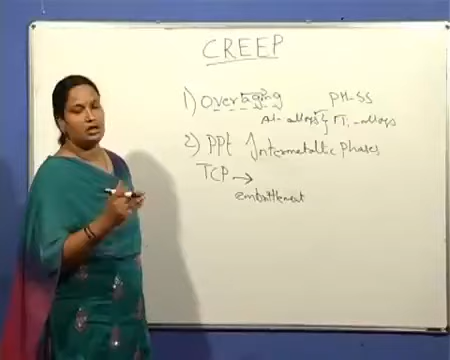 CREEP
1) overaging PH-SS
Al-alloys & Ti-alloys
2) PPt Intermetallic phases
TCP →
embrittlement